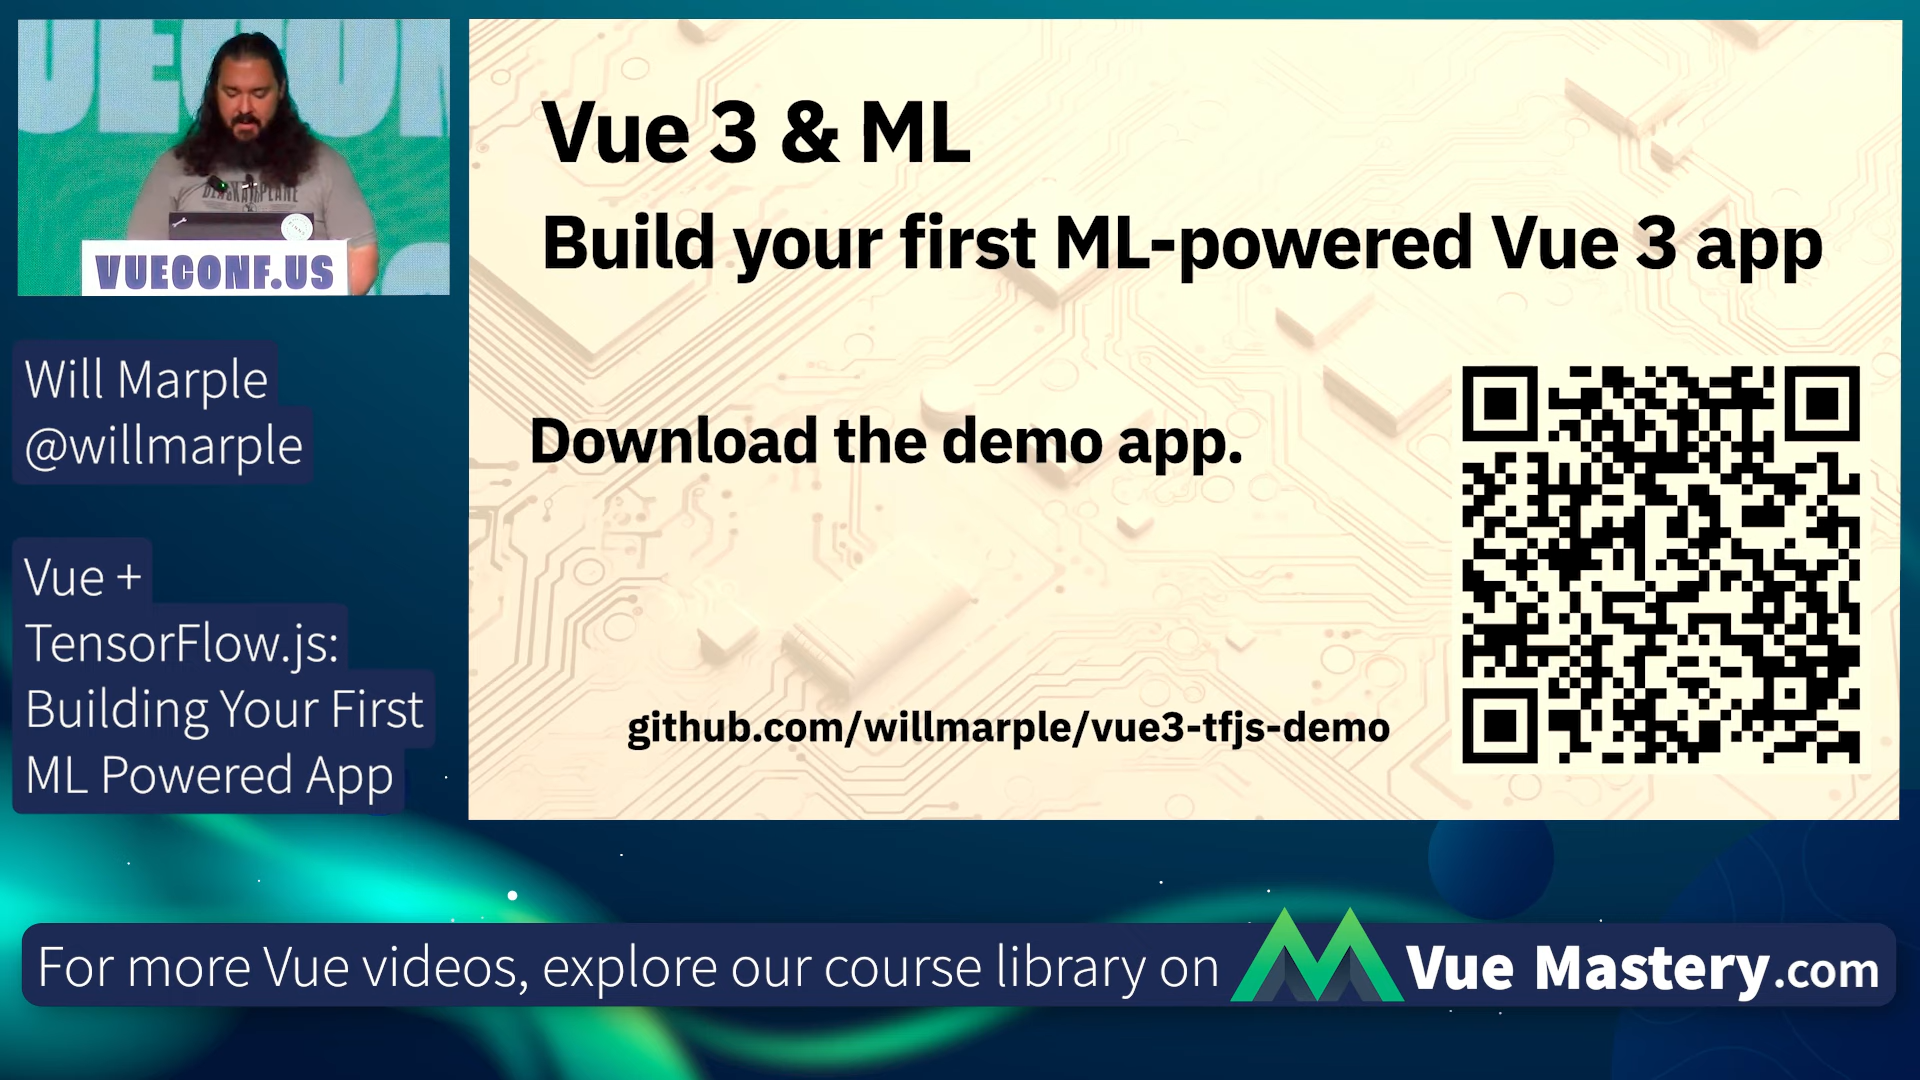 VUECONF.US
Will Marple
@willmarple
Vue +
TensorFlow.js:
Building Your First
ML Powered App
Vue 3 & ML
Build your first ML-powered Vue 3 app
Download the demo app.
github.com/willmarple/vue3-tfjs-demo
For more Vue videos, explore our course library on Vue Mastery.com